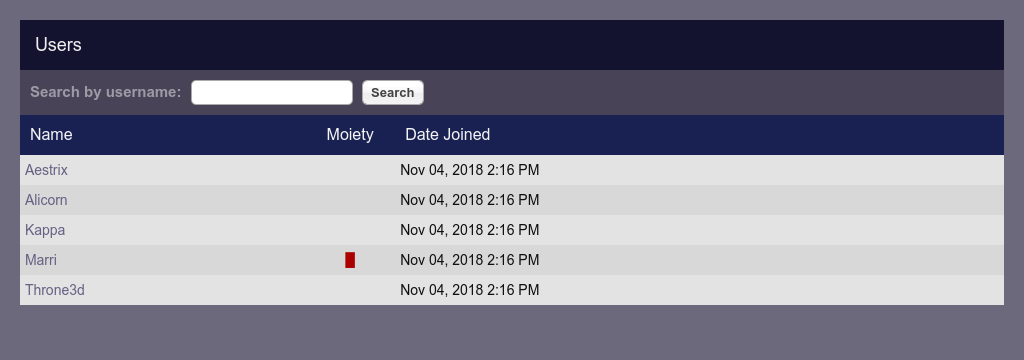 Users
Search by username: Search
Name Moiety Date Joined
Aestrix Nov 04, 2018 2:16 PM
Alicorn Nov 04, 2018 2:16 PM
Kappa Nov 04, 2018 2:16 PM
Marri Nov 04, 2018 2:16 PM
Throne3d Nov 04, 2018 2:16 PM